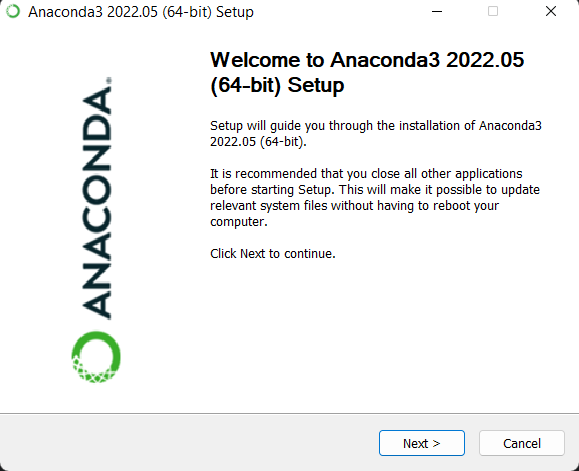 Anaconda3 2022.05 (64-bit) Setup
ANACONDA.
Welcome to Anaconda3 2022.05
(64-bit) Setup
Setup will guide you through the installation of Anaconda3
2022.05 (64-bit).
It is recommended that you close all other applications
before starting Setup. This will make it possible to update
relevant system files without having to reboot your
computer.
Click Next to continue.
Next >
Cancel